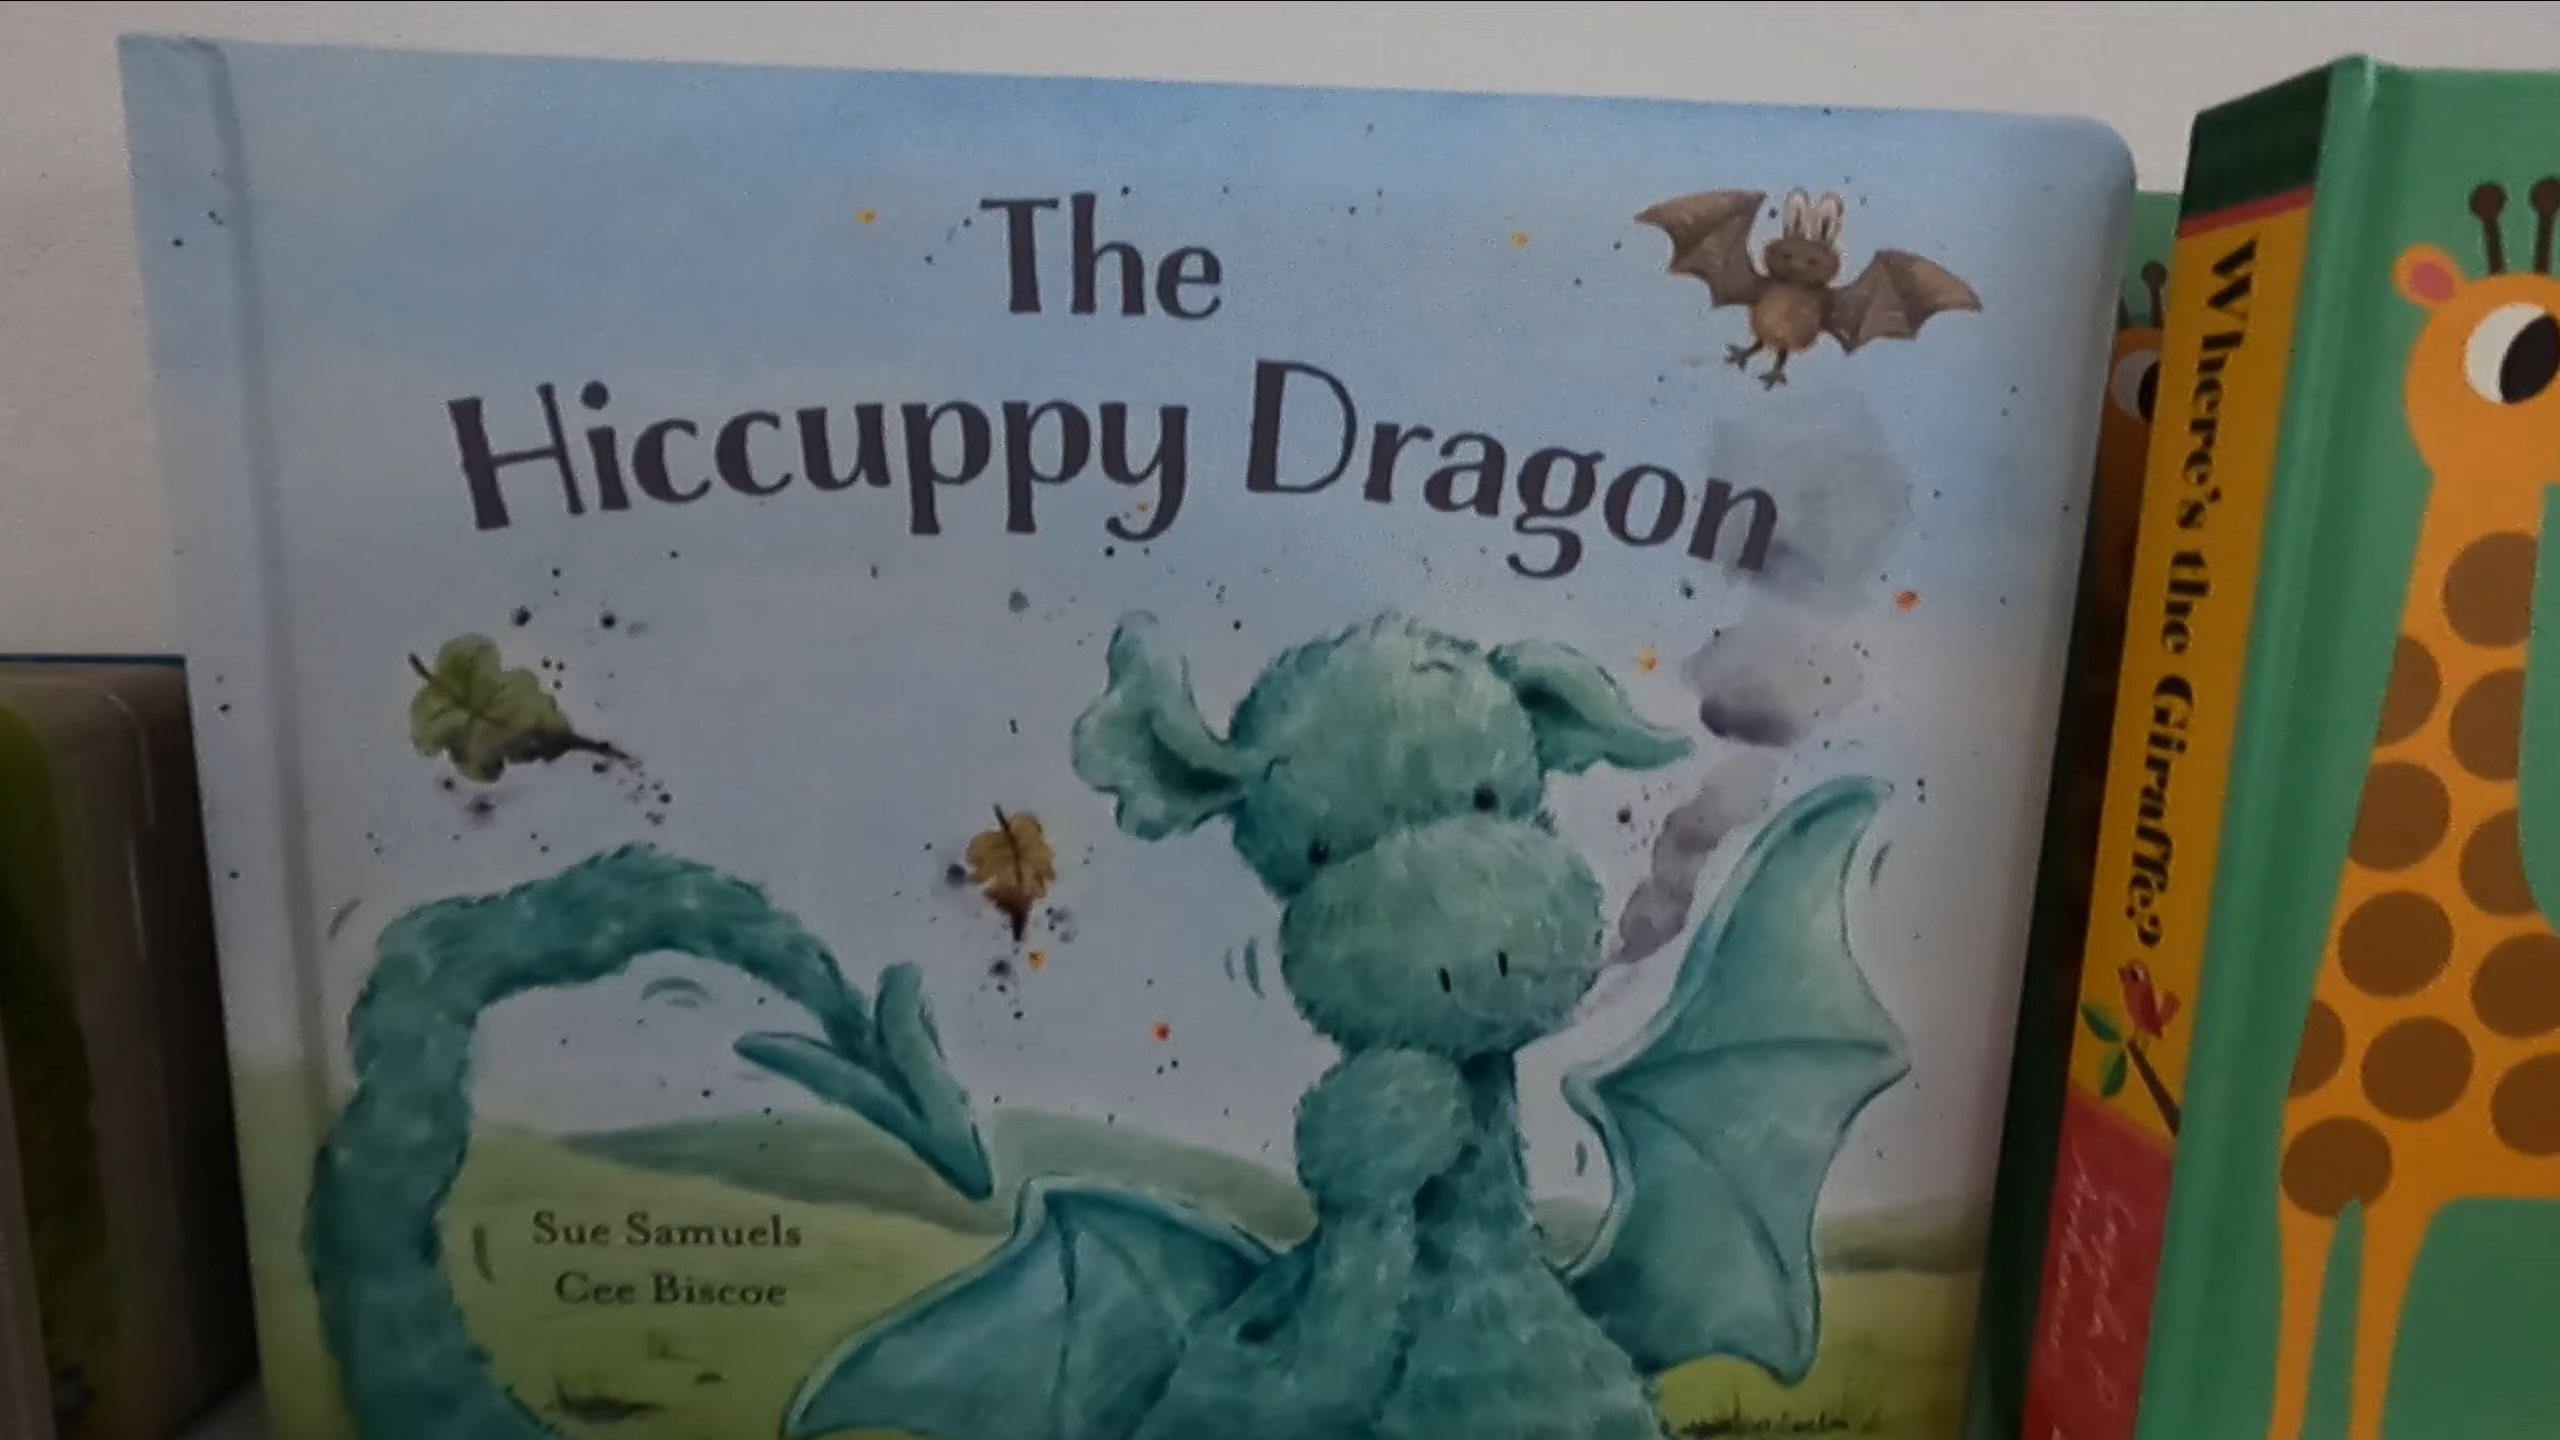 The
Hiccuppy Dragon
Sue Samuels
Cee Biscoe
Where's the Giraffe?